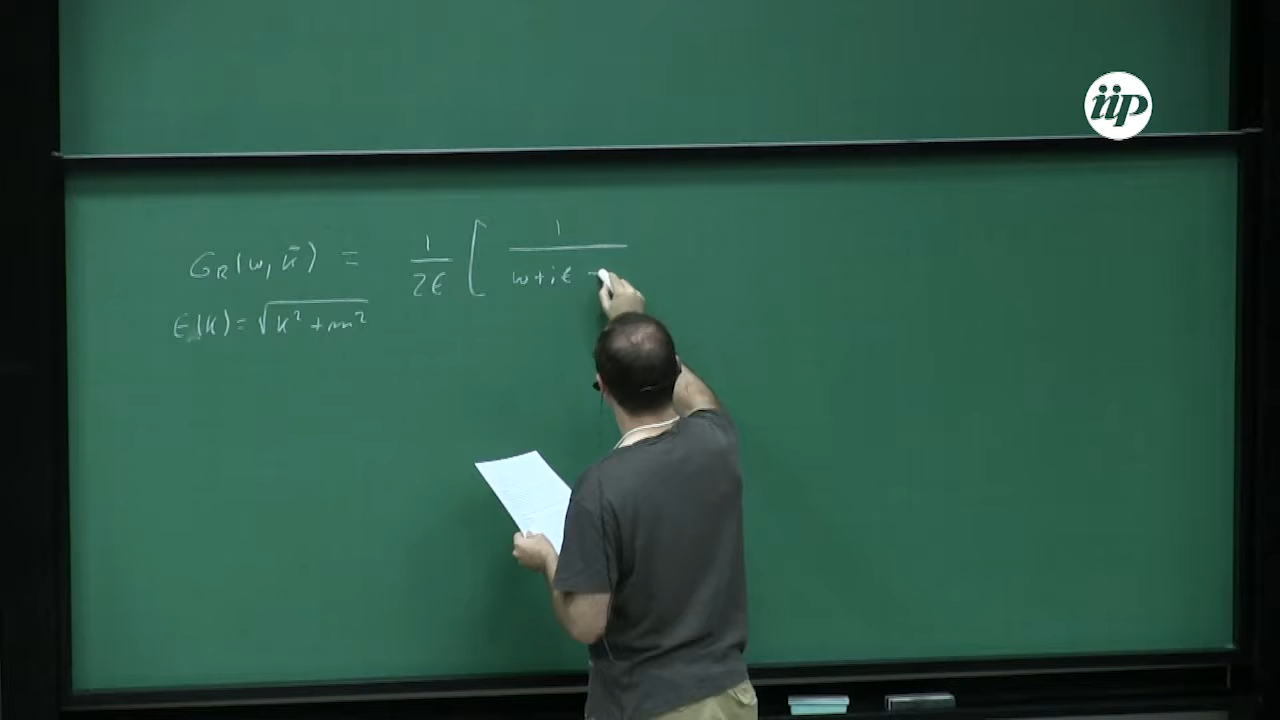 iip
G_R(ω, k̄) = 1/2ϵ [ 1/ω+iε −
ϵ(k) = √k²+m²